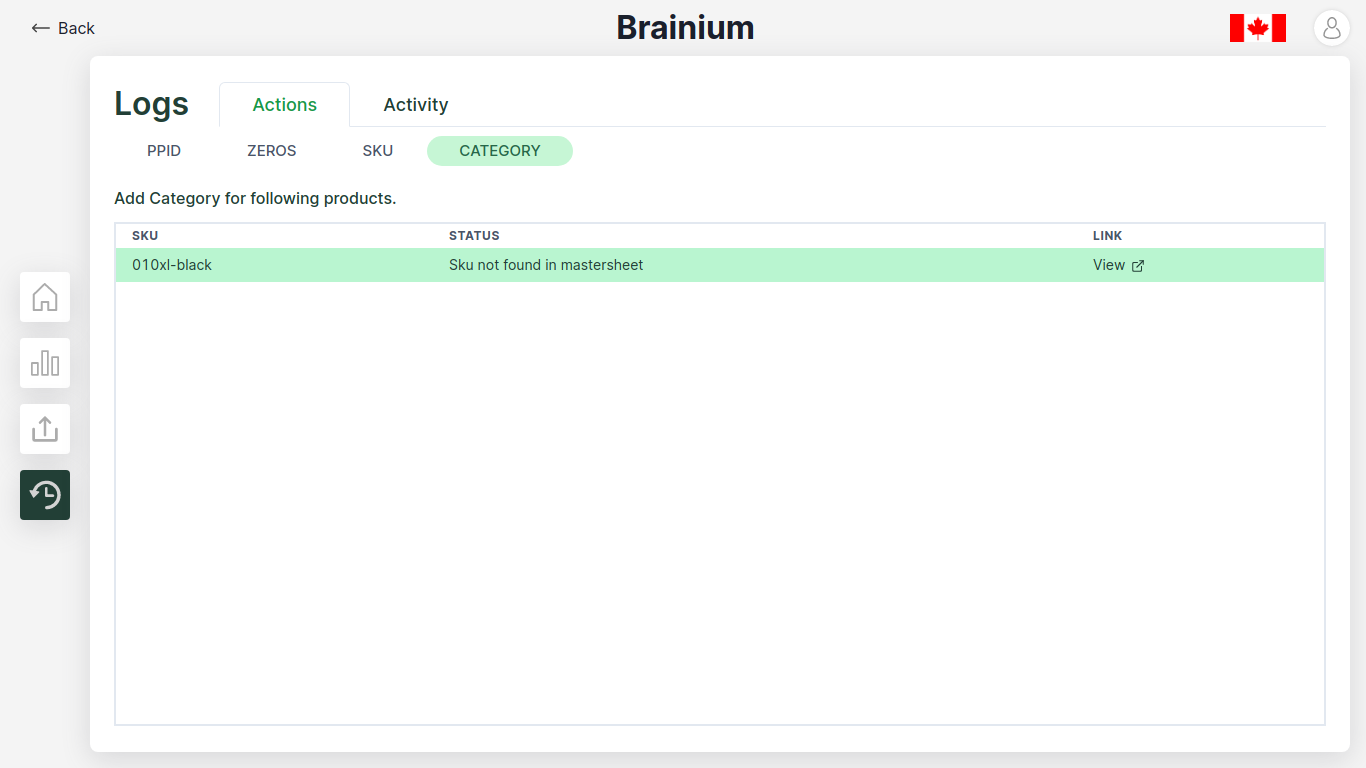 Back
Brainium
Logs
Actions
Activity
PPID
ZEROS
SKU
CATEGORY
Add Category for following products.
SKU STATUS LINK
010xl-black Sku not found in mastersheet View